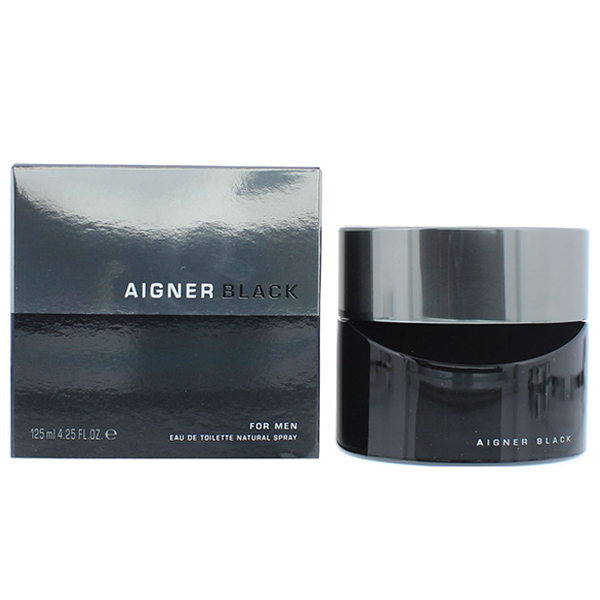 AIGNER BLACK
FOR MEN
125 ml 4.25 FL.OZ. ℮
EAU DE TOILETTE NATURAL SPRAY
AIGNER BLACK